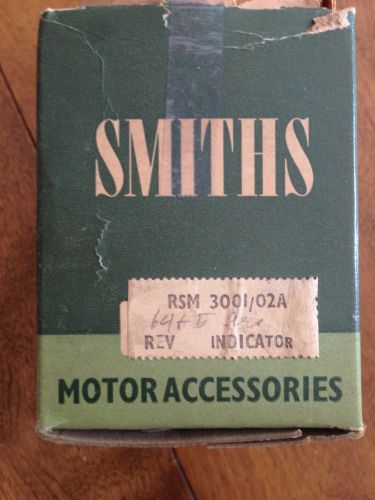 SMITHS
RSM 3001/02A
REV INDICATOR
MOTOR ACCESSORIES